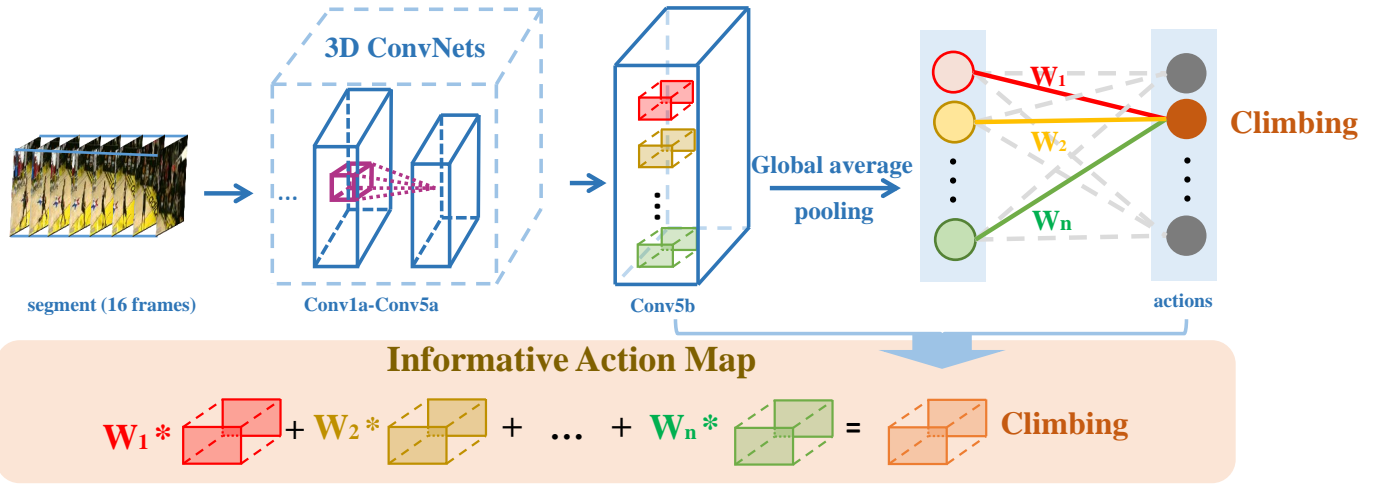 3D ConvNets
...
segment (16 frames)
Conv1a-Conv5a
Conv5b
Global average
pooling
W1
W2
Wn
Climbing
actions
Informative Action Map
W1 * + W2 * + ... + Wn * = Climbing